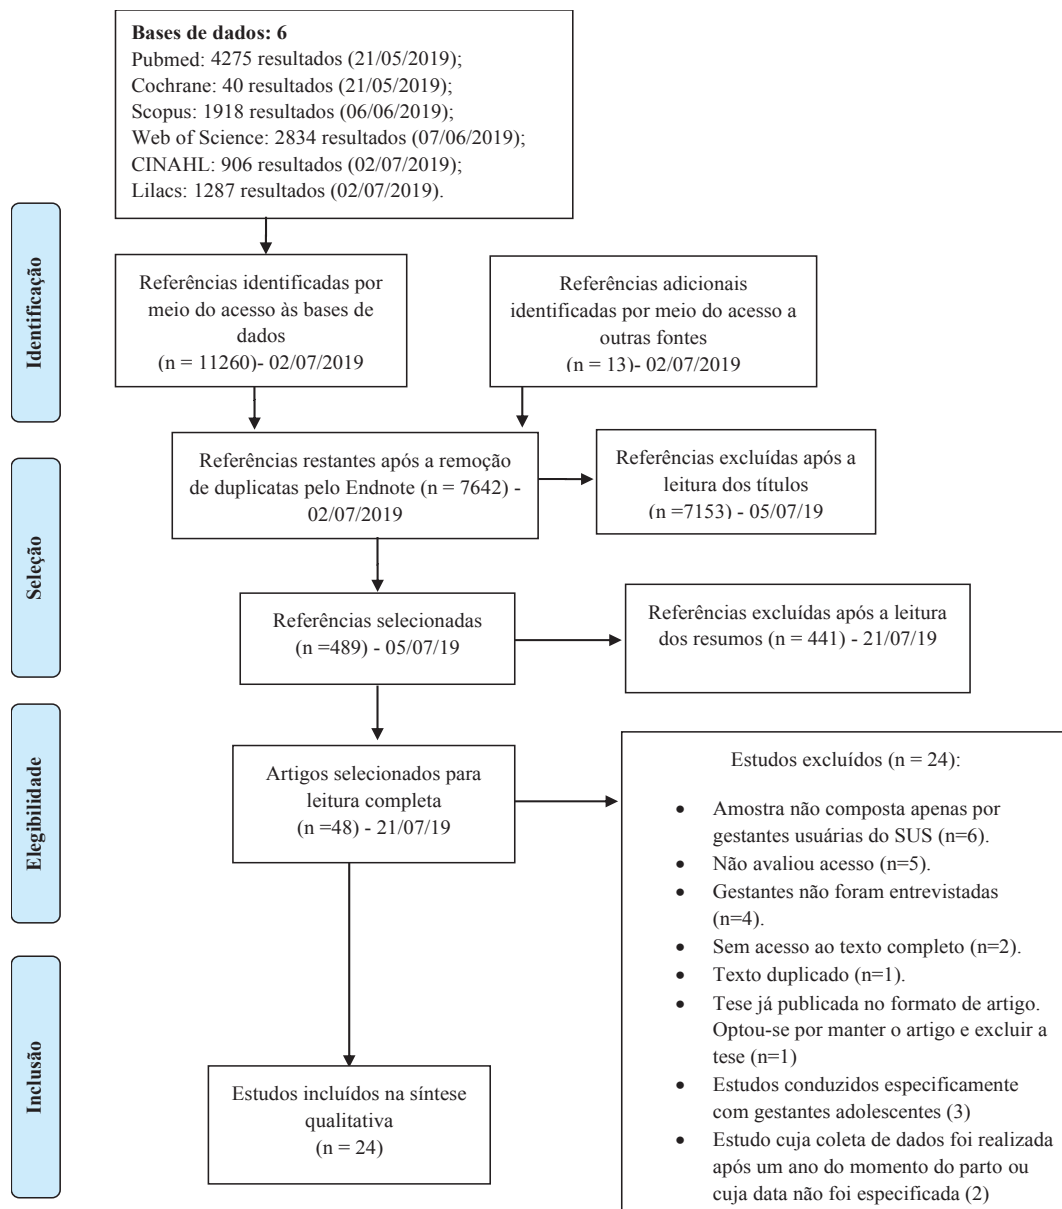 Bases de dados: 6
Pubmed: 4275 resultados (21/05/2019);
Cochrane: 40 resultados (21/05/2019);
Scopus: 1918 resultados (06/06/2019);
Web of Science: 2834 resultados (07/06/2019);
CINAHL: 906 resultados (02/07/2019);
Lilacs: 1287 resultados (02/07/2019).
Identificação
Referências identificadas por
meio do acesso às bases de
dados
(n = 11260)- 02/07/2019
Referências adicionais
identificadas por meio do acesso a
outras fontes
(n = 13)- 02/07/2019
Seleção
Referências restantes após a remoção
de duplicatas pelo Endnote (n = 7642) -
02/07/2019
Referências excluídas após a
leitura dos títulos
(n =7153) - 05/07/19
Referências selecionadas
(n =489) - 05/07/19
Referências excluídas após a leitura
dos resumos (n = 441) - 21/07/19
Elegibilidade
Artigos selecionados para
leitura completa
(n =48) - 21/07/19
Estudos excluídos (n = 24):
• Amostra não composta apenas por
gestantes usuárias do SUS (n=6).
• Não avaliou acesso (n=5).
• Gestantes não foram entrevistadas
(n=4).
• Sem acesso ao texto completo (n=2).
• Texto duplicado (n=1).
• Tese já publicada no formato de artigo.
Optou-se por manter o artigo e excluir a
tese (n=1)
• Estudos conduzidos especificamente
com gestantes adolescentes (3)
• Estudo cuja coleta de dados foi realizada
após um ano do momento do parto ou
cuja data não foi especificada (2)
Inclusão
Estudos incluídos na síntese
qualitativa
(n = 24)